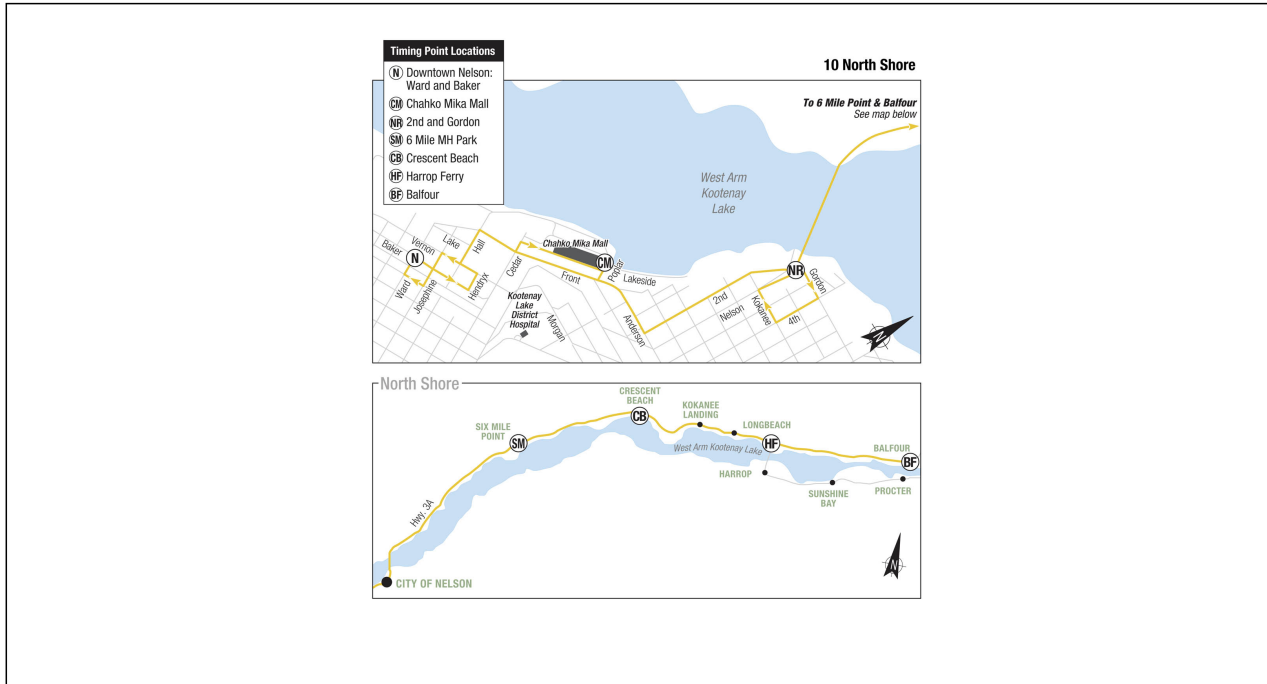 Timing Point Locations
N Downtown Nelson:
Ward and Baker
CM Chahko Mika Mall
NR 2nd and Gordon
SM 6 Mile MH Park
CB Crescent Beach
HF Harrop Ferry
BF Balfour
10 North Shore
To 6 Mile Point & Balfour
See map below
West Arm
Kootenay
Lake
Baker
Vernon
Lake
Hall
N
Ward
Josephine
Hendryx
Cedar
Chahko Mika Mall
CM
Poplar
Front
Lakeside
Kootenay
Lake
District
Hospital
Morgan
Anderson
2nd
Nelson
NR
Gordon
Kokanee
4th
N
North Shore
CRESCENT
BEACH
CB
KOKANEE
LANDING
LONGBEACH
SIX MILE
POINT
SM
HF
West Arm Kootenay Lake
BALFOUR
BF
HARROP
SUNSHINE
BAY
PROCTER
Hwy. 3A
CITY OF NELSON
N